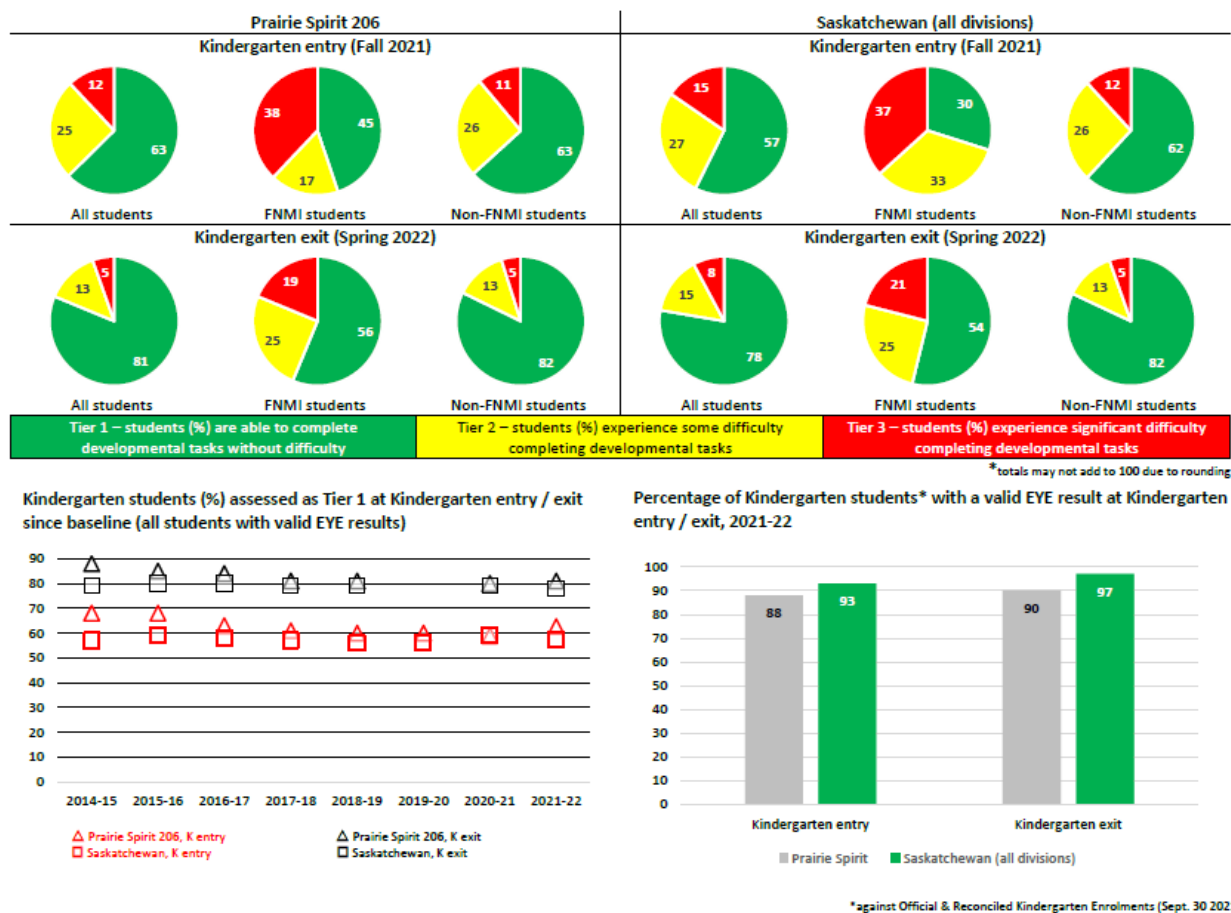 Prairie Spirit 206
Saskatchewan (all divisions)
Kindergarten entry (Fall 2021)
Kindergarten entry (Fall 2021)
12
25
63
38
45
17
11
26
63
15
27
57
37
30
33
12
26
62
All students
FNMI students
Non-FNMI students
All students
FNMI students
Non-FNMI students
Kindergarten exit (Spring 2022)
Kindergarten exit (Spring 2022)
5
13
81
19
25
56
5
13
82
8
15
78
21
25
54
5
13
82
All students
FNMI students
Non-FNMI students
All students
FNMI students
Non-FNMI students
Tier 1 – students (%) are able to complete
developmental tasks without difficulty
Tier 2 – students (%) experience some difficulty
completing developmental tasks
Tier 3 – students (%) experience significant difficulty
completing developmental tasks
*totals may not add to 100 due to rounding
Kindergarten students (%) assessed as Tier 1 at Kindergarten entry / exit
since baseline (all students with valid EYE results)
90
80
70
60
50
40
30
20
10
0
2014-15 2015-16 2016-17 2017-18 2018-19 2019-20 2020-21 2021-22
Prairie Spirit 206, K entry
Prairie Spirit 206, K exit
Saskatchewan, K entry
Saskatchewan, K exit
Percentage of Kindergarten students* with a valid EYE result at Kindergarten
entry / exit, 2021-22
100
90
80
70
60
50
40
30
20
10
0
88
93
90
97
Kindergarten entry
Kindergarten exit
Prairie Spirit
Saskatchewan (all divisions)
*against Official & Reconciled Kindergarten Enrolments (Sept. 30 202